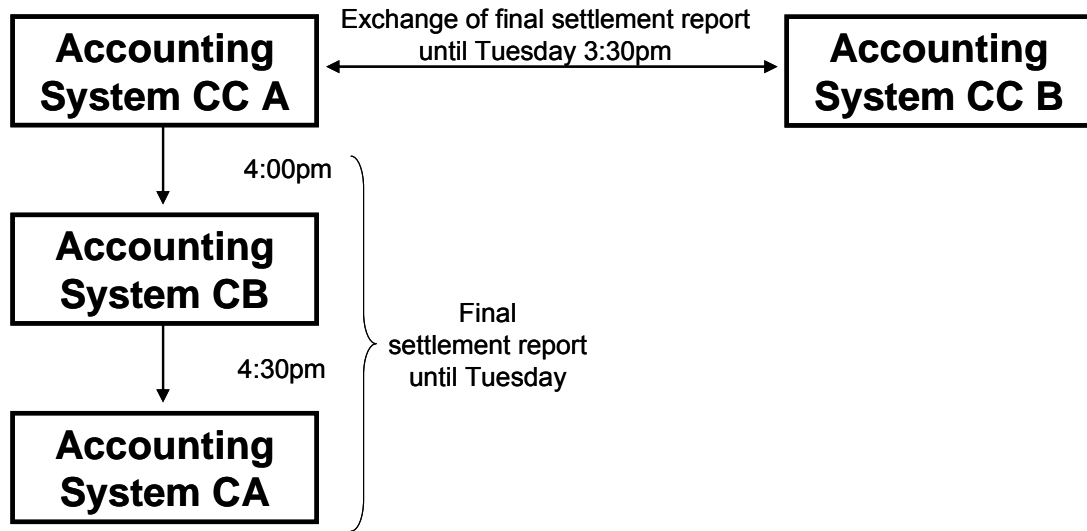 Accounting
System CC A
Exchange of final settlement report
until Tuesday 3:30pm
Accounting
System CC B
4:00pm
Accounting
System CB
4:30pm
Accounting
System CA
Final
settlement report
until Tuesday